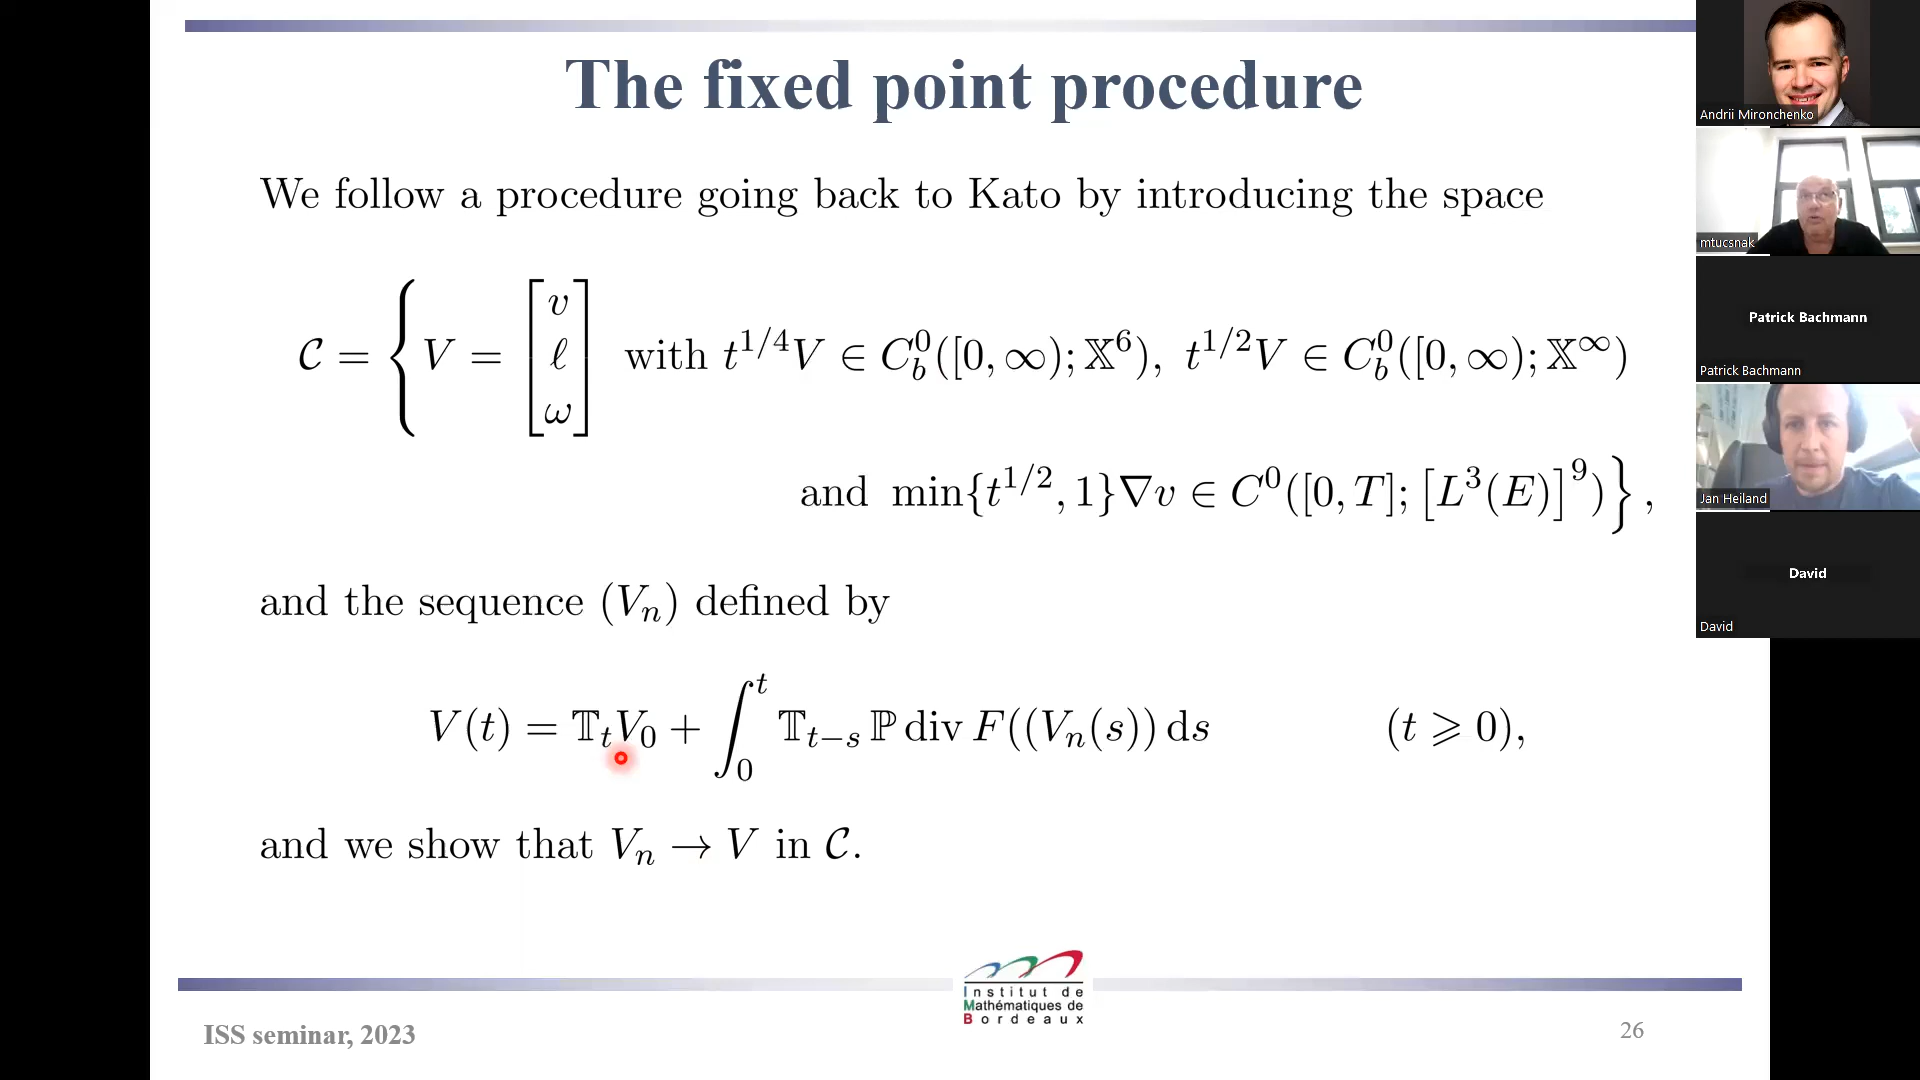 The fixed point procedure
We follow a procedure going back to Kato by introducing the space
𝒞 = { V = [v ℓ ω] with t^{1/4}V ∈ C_b^0([0, ∞); 𝕏^6), t^{1/2}V ∈ C_b^0([0, ∞); 𝕏^∞)
and min{t^{1/2}, 1}∇v ∈ C^0([0, T]; [L^3(E)]^9) },
and the sequence (V_n) defined by
V(t) = 𝕋_t V_0 + ∫_0^t 𝕋_{t−s} ℙ div F((V_n(s)) ds (t ⩾ 0),
and we show that V_n → V in 𝒞.
Institut de
Mathématiques de
Bordeaux
ISS seminar, 2023
26
Andrii Mironchenko
mtucsnak
Patrick Bachmann
Patrick Bachmann
Jan Heiland
David
David